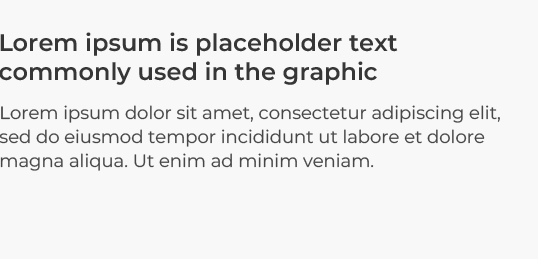 Lorem ipsum is placeholder text
commonly used in the graphic
Lorem ipsum dolor sit amet, consectetur adipiscing elit,
sed do eiusmod tempor incididunt ut labore et dolore
magna aliqua. Ut enim ad minim veniam.